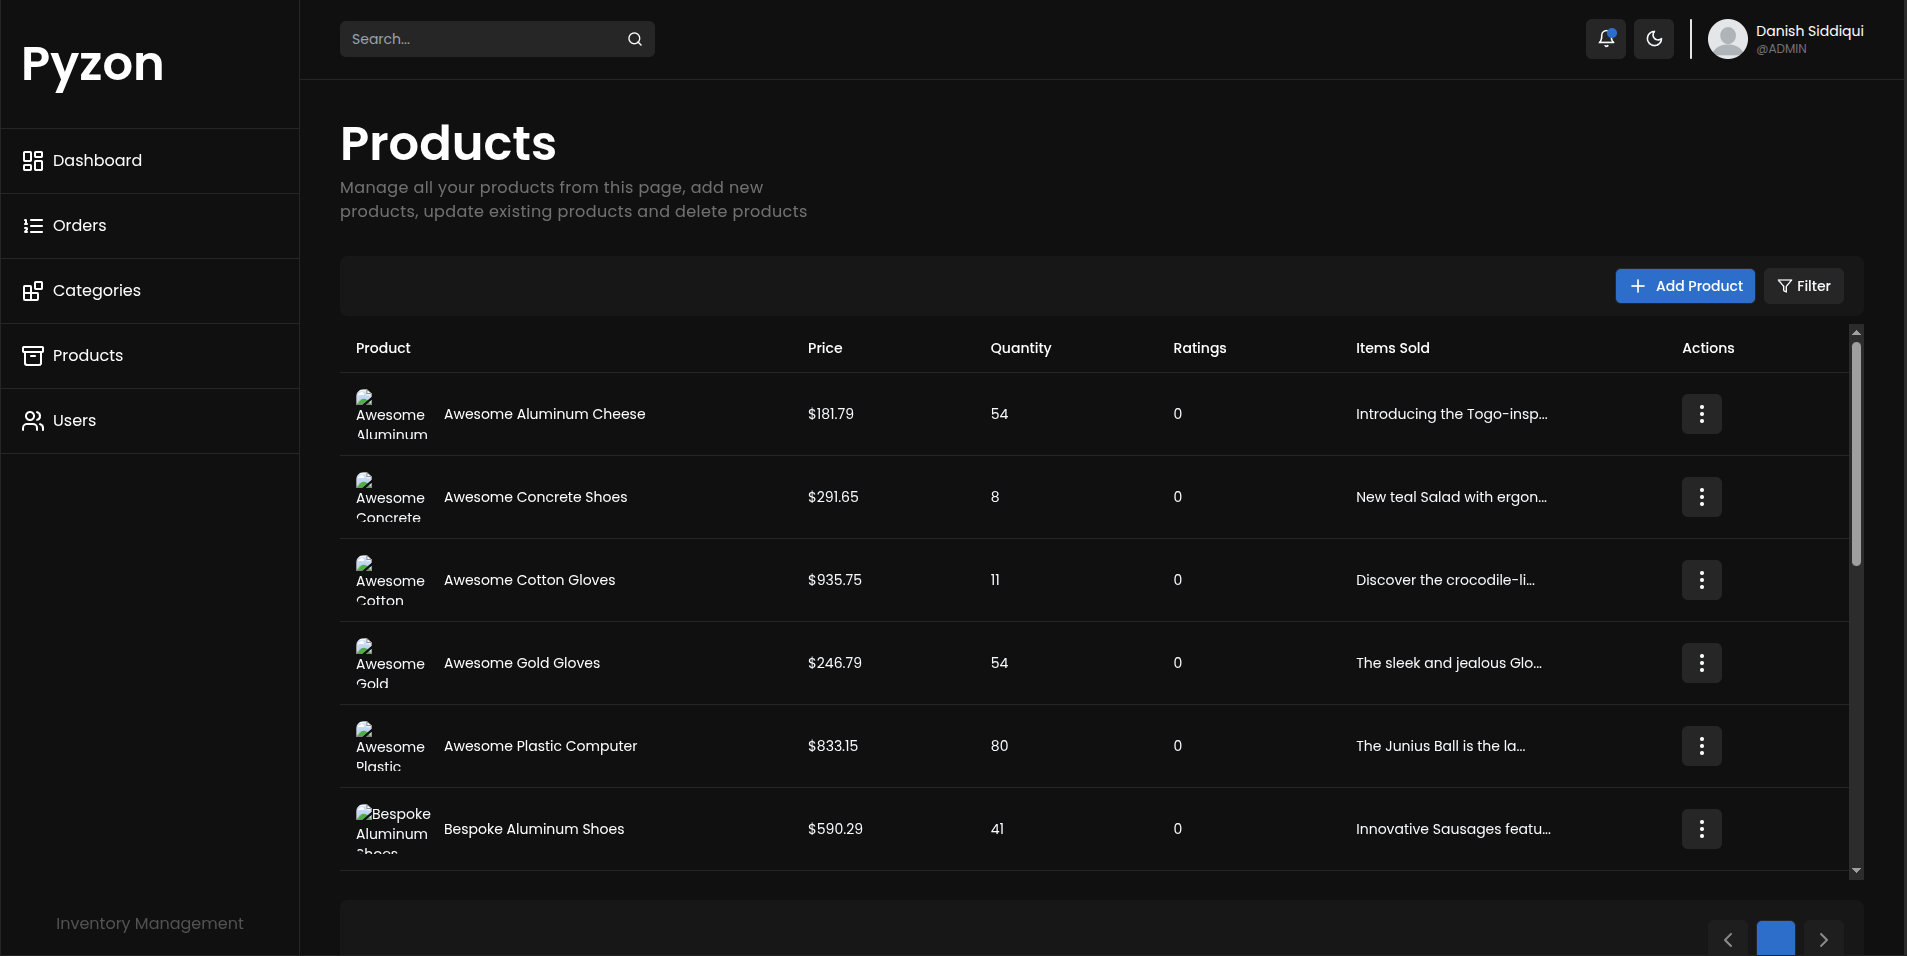 Pyzon
Search...
Danish Siddiqui
@ADMIN
Dashboard
Orders
Categories
Products
Users
Inventory Management
Products
Manage all your products from this page, add new
products, update existing products and delete products
Add Product
Filter
Product Price Quantity Ratings Items Sold Actions
Awesome
Aluminum
Awesome Aluminum Cheese $181.79 54 0 Introducing the Togo-insp...
Awesome
Concrete
Awesome Concrete Shoes $291.65 8 0 New teal Salad with ergon...
Awesome
Cotton
Awesome Cotton Gloves $935.75 11 0 Discover the crocodile-li...
Awesome
Gold
Awesome Gold Gloves $246.79 54 0 The sleek and jealous Glo...
Awesome
Plastic
Awesome Plastic Computer $833.15 80 0 The Junius Ball is the la...
Bespoke
Aluminum
Shoes
Bespoke Aluminum Shoes $590.29 41 0 Innovative Sausages featu...